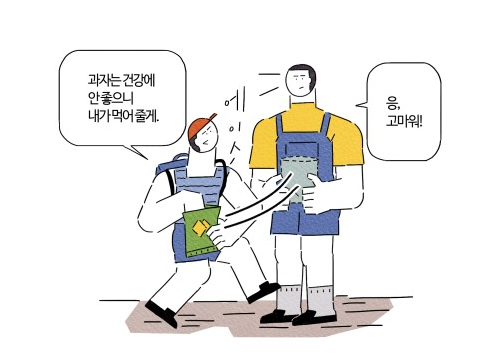 과자는 건강에
안 좋으니
내가 먹어 줄게.
에이스
응,
고마워!